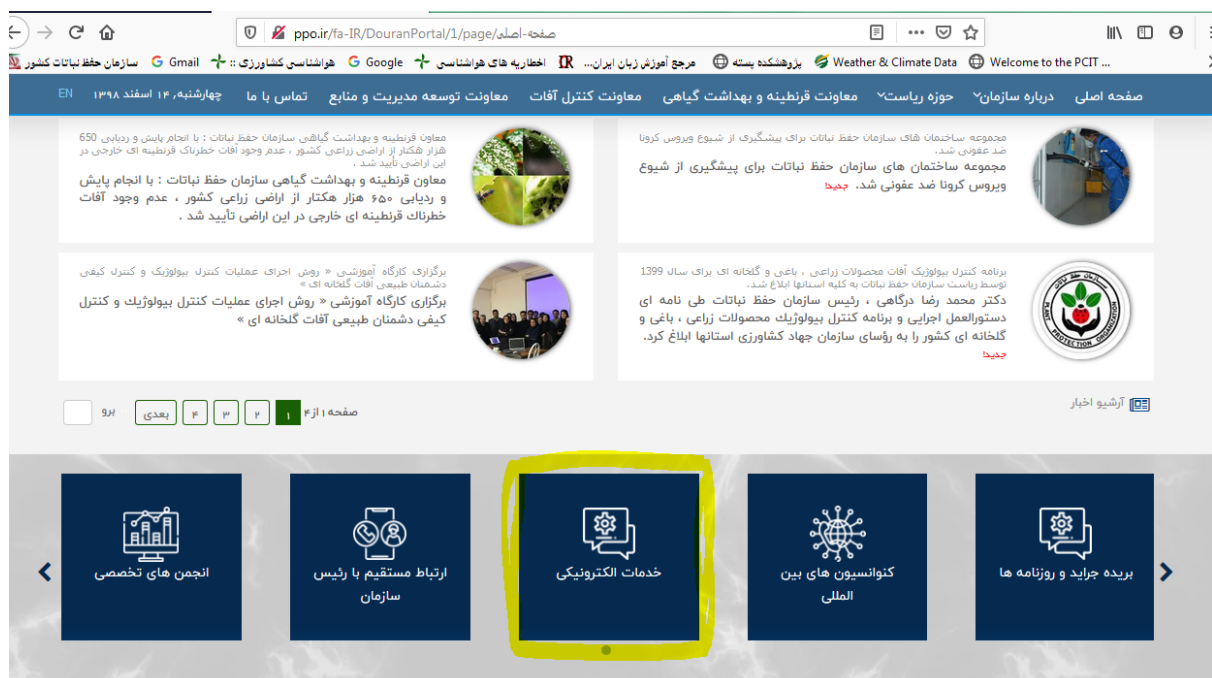 ppo.ir/fa-IR/DouranPortal/1/page/صفحه-اصلی
سازمان حفظ نباتات کشور
Gmail
هواشناسی کشاورزی ::
Google
اخطاریه های هواشناسی
مرجع آموزش زبان ایران...
پژوهشکده پسته
Weather & Climate Data
Welcome to the PCIT ...
صفحه اصلی درباره سازمان حوزه ریاست معاونت قرنطینه و بهداشت گیاهی معاونت کنترل آفات معاونت توسعه مدیریت و منابع تماس با ما چهارشنبه, ۱۴ اسفند ۱۳۹۸ EN
مجموعه ساختمان های سازمان حفظ نباتات برای پیشگیری از شیوع ویروس کرونا
ضد عفونی شد.
مجموعه ساختمان های سازمان حفظ نباتات برای پیشگیری از شیوع
ویروس کرونا ضد عفونی شد. جدید!
معاون قرنطینه و بهداشت گیاهی سازمان حفظ نباتات : با انجام پایش و ردیابی 650
هزار هکتار از اراضی زراعی کشور ، عدم وجود آفات خطرناک قرنطینه ای خارجی در
این اراضی تأیید شد .
معاون قرنطینه و بهداشت گیاهی سازمان حفظ نباتات : با انجام پایش
و ردیابی ۶۵۰ هزار هکتار از اراضی زراعی کشور ، عدم وجود آفات
خطرناك قرنطینه ای خارجی در این اراضی تأیید شد .
برنامه کنترل بیولوژیک آفات محصولات زراعی ، باغی و گلخانه ای برای سال 1399
توسط ریاست سازمان حفظ نباتات به کلیه استانها ابلاغ شد.
دکتر محمد رضا درگاهی ، رئیس سازمان حفظ نباتات طی نامه ای
دستورالعمل اجرایی و برنامه کنترل بیولوژیك محصولات زراعی ، باغی و
گلخانه ای کشور را به رؤسای سازمان جهاد کشاورزی استانها ابلاغ کرد.
جدید!
سازمان حفظ نباتات
PLANT PROTECTION ORGANIZATION
برگزاری کارگاه آموزشی « روش اجرای عملیات کنترل بیولوژیک و کنترل کیفی
دشمنان طبیعی آفات گلخانه ای »
برگزاری کارگاه آموزشی « روش اجرای عملیات کنترل بیولوژیك و کنترل
کیفی دشمنان طبیعی آفات گلخانه ای »
آرشیو اخبار
صفحه ۱ از ۴ ۱ ۲ ۳ ۴ بعدی برو
بریده جراید و روزنامه ها
کنوانسیون های بین
المللی
خدمات الکترونیکی
ارتباط مستقیم با رئیس
سازمان
انجمن های تخصصی